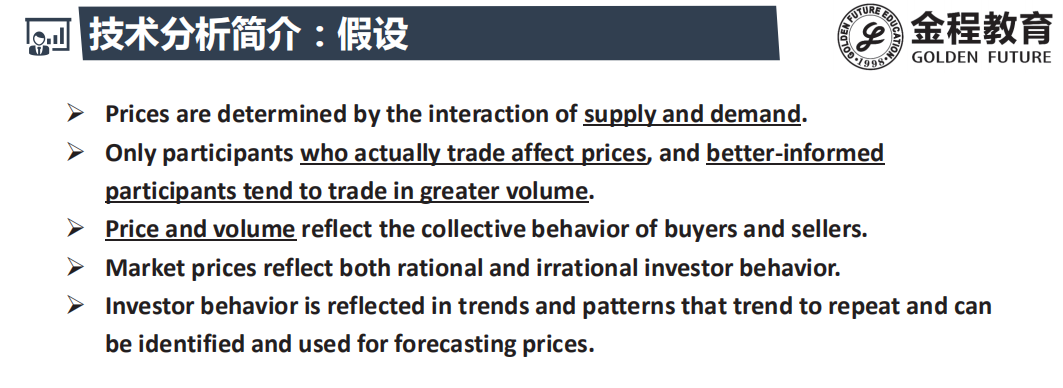 技术分析简介：假设
GOLDEN FUTURE EDUCATION
·1998·
金程教育
GOLDEN FUTURE
➢ Prices are determined by the interaction of supply and demand.
➢ Only participants who actually trade affect prices, and better-informed
participants tend to trade in greater volume.
➢ Price and volume reflect the collective behavior of buyers and sellers.
➢ Market prices reflect both rational and irrational investor behavior.
➢ Investor behavior is reflected in trends and patterns that trend to repeat and can
be identified and used for forecasting prices.